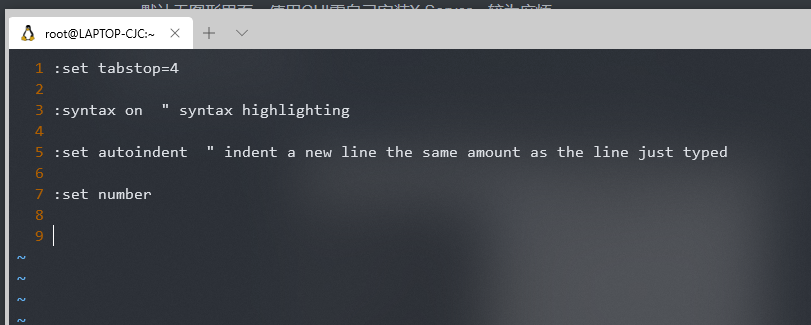 root@LAPTOP-CJC:~
1 :set tabstop=4
2
3 :syntax on  " syntax highlighting
4
5 :set autoindent  " indent a new line the same amount as the line just typed
6
7 :set number
8
9
~
~
~
~